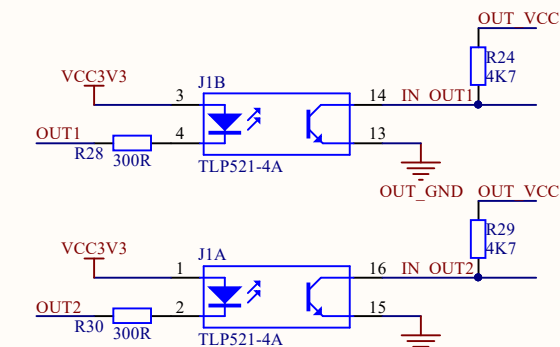 OUT_VCC
R24
4K7
VCC3V3
J1B
3
14
IN_OUT1
OUT1
4
13
R28
300R
TLP521-4A
OUT_GND
OUT_VCC
R29
4K7
VCC3V3
J1A
1
16
IN_OUT2
OUT2
2
15
R30
300R
TLP521-4A